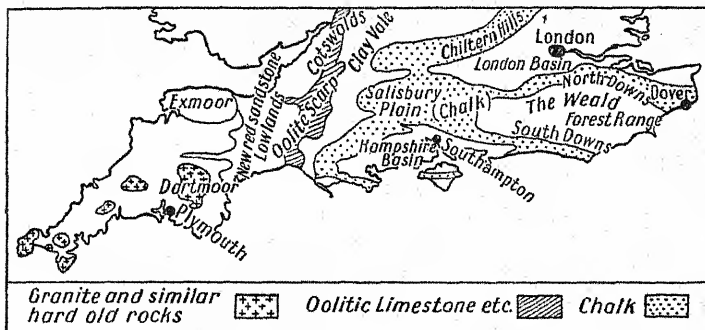 Cotswolds
Clay Vale
Chiltern Hills
London
London Basin
North Downs
Dover
Exmoor
New red sandstone
Lowlands
Oolite Scarp
Salisbury
Plain (Chalk)
The Weald
Forest Range
South Downs
Hampshire
Basin
Southampton
Dartmoor
Plymouth
Granite and similar
hard old rocks
Oolitic Limestone etc.
Chalk